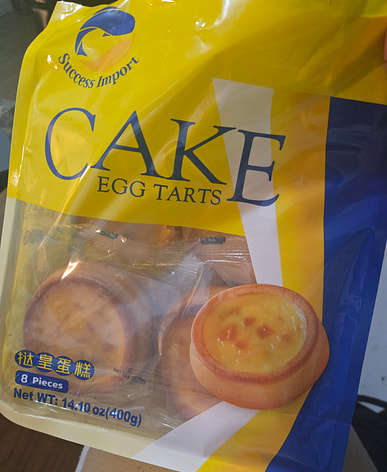 Success Import
CAKE
EGG TARTS
挞皇蛋糕
8 Pieces
Net WT: 14.10 oz(400g)